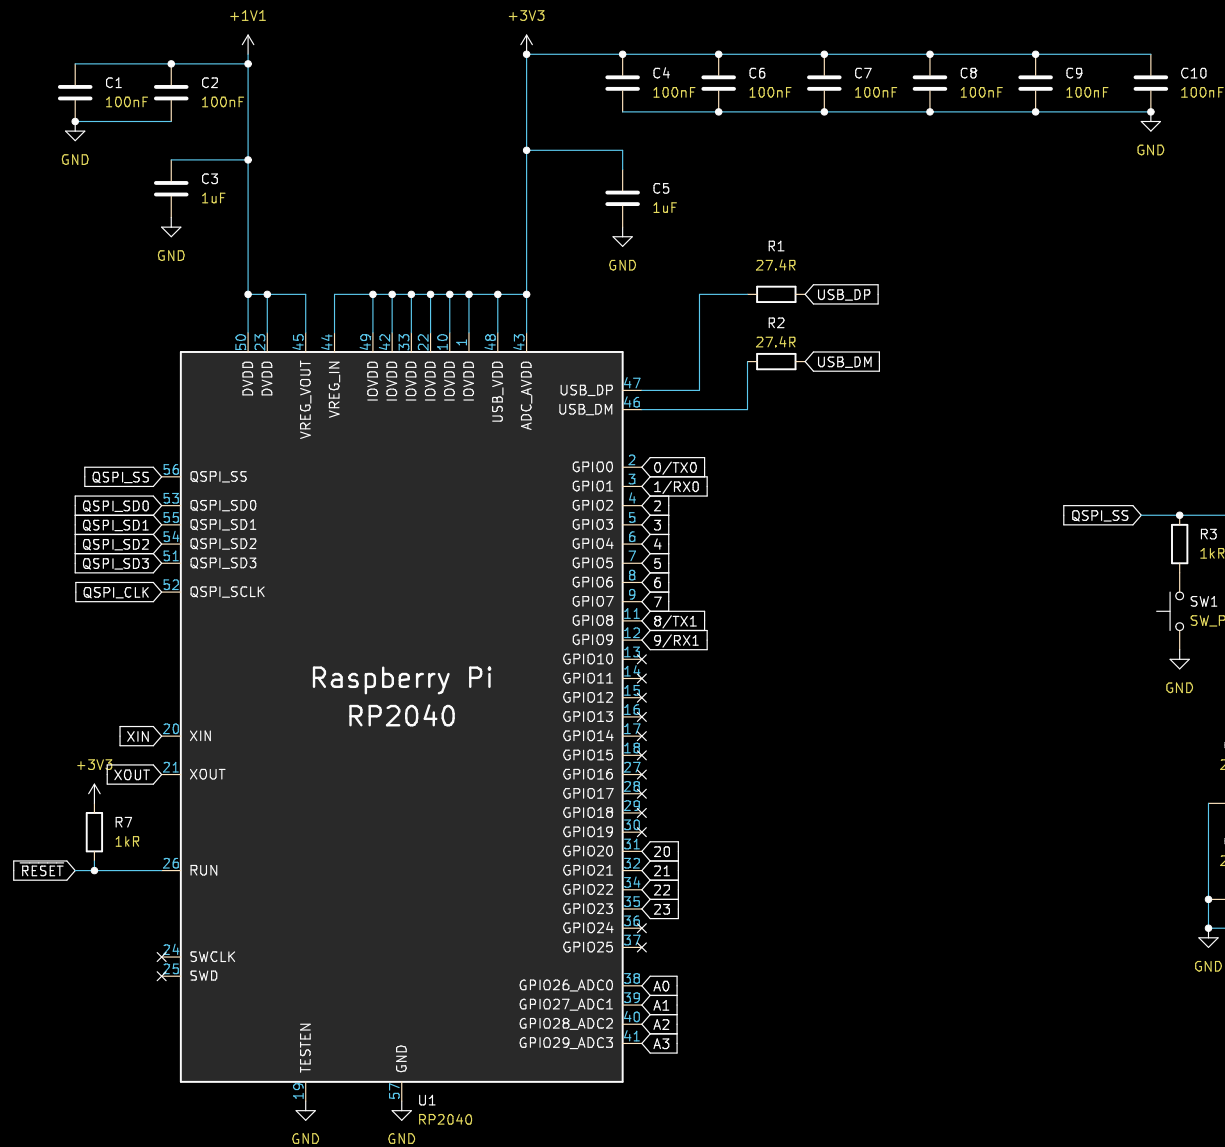 +1V1
+3V3
C1
100nF
C2
100nF
C4
100nF
C6
100nF
C7
100nF
C8
100nF
C9
100nF
C10
100nF
GND
GND
C3
1uF
GND
C5
1uF
GND
R1
27.4R
USB_DP
R2
27.4R
USB_DM
50
23
45
44
49
42
33
22
10
1
48
43
DVDD
DVDD
VREG_VOUT
VREG_IN
IOVDD
IOVDD
IOVDD
IOVDD
IOVDD
IOVDD
USB_VDD
ADC_AVDD
USB_DP 47
USB_DM 46
QSPI_SS 56 QSPI_SS
QSPI_SD0 53 QSPI_SD0
QSPI_SD1 55 QSPI_SD1
QSPI_SD2 54 QSPI_SD2
QSPI_SD3 51 QSPI_SD3
QSPI_CLK 52 QSPI_SCLK
GPIO0 2 0/TX0
GPIO1 3 1/RX0
GPIO2 4 2
GPIO3 5 3
GPIO4 6 4
GPIO5 7 5
GPIO6 8 6
GPIO7 9 7
GPIO8 11 8/TX1
GPIO9 12 9/RX1
GPIO10 13
GPIO11 14
GPIO12 15
GPIO13 16
GPIO14 17
GPIO15 18
GPIO16 27
GPIO17 28
GPIO18 29
GPIO19 30
GPIO20 31 20
GPIO21 32 21
GPIO22 34 22
GPIO23 35 23
GPIO24 36
GPIO25 37
GPIO26_ADC0 38 A0
GPIO27_ADC1 39 A1
GPIO28_ADC2 40 A2
GPIO29_ADC3 41 A3
Raspberry Pi
RP2040
XIN 20 XIN
+3V3
XOUT 21 XOUT
R7
1kR
RESET 26 RUN
24 SWCLK
25 SWD
TESTEN
GND
19
57
GND
GND
U1
RP2040
QSPI_SS
R3
1kR
SW1
SW_P
GND
GND